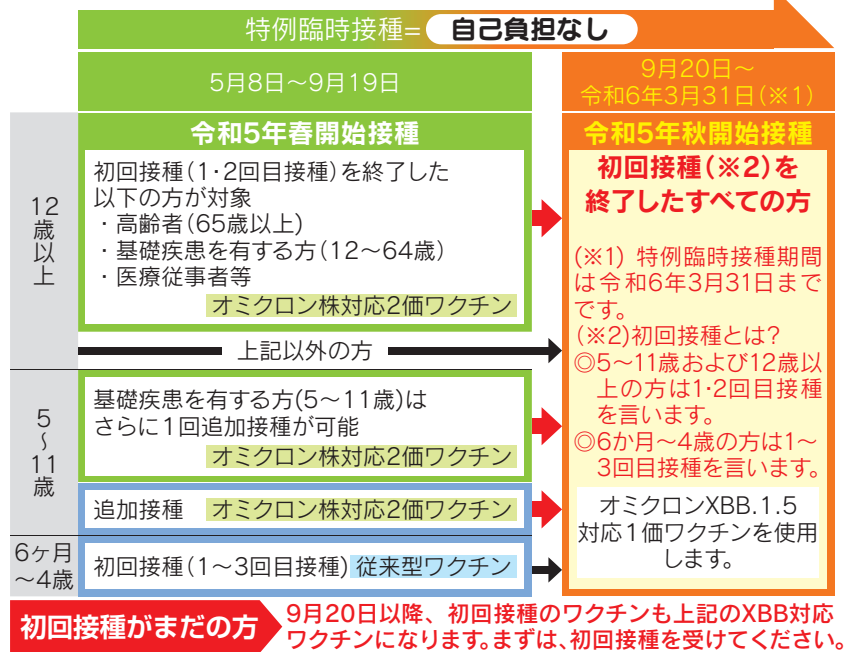 特例臨時接種= 自己負担なし
5月8日～9月19日
9月20日～
令和6年3月31日(※1)
12歳以上
令和5年春開始接種
初回接種(1・2回目接種)を終了した
以下の方が対象
・高齢者(65歳以上)
・基礎疾患を有する方(12～64歳)
・医療従事者等
オミクロン株対応2価ワクチン
上記以外の方
5～11歳
基礎疾患を有する方(5～11歳)は
さらに1回追加接種が可能
オミクロン株対応2価ワクチン
追加接種 オミクロン株対応2価ワクチン
6ヶ月
～4歳
初回接種(1～3回目接種) 従来型ワクチン
令和5年秋開始接種
初回接種(※2)を
終了したすべての方
(※1) 特例臨時接種期間
は令和6年3月31日まで
です。
(※2)初回接種とは?
◎5～11歳および12歳以
上の方は1・2回目接種
を言います。
◎6か月～4歳の方は1～
3回目接種を言います。
オミクロンXBB.1.5
対応1価ワクチンを使用
します。
初回接種がまだの方
9月20日以降、初回接種のワクチンも上記のXBB対応
ワクチンになります。まずは、初回接種を受けてください。